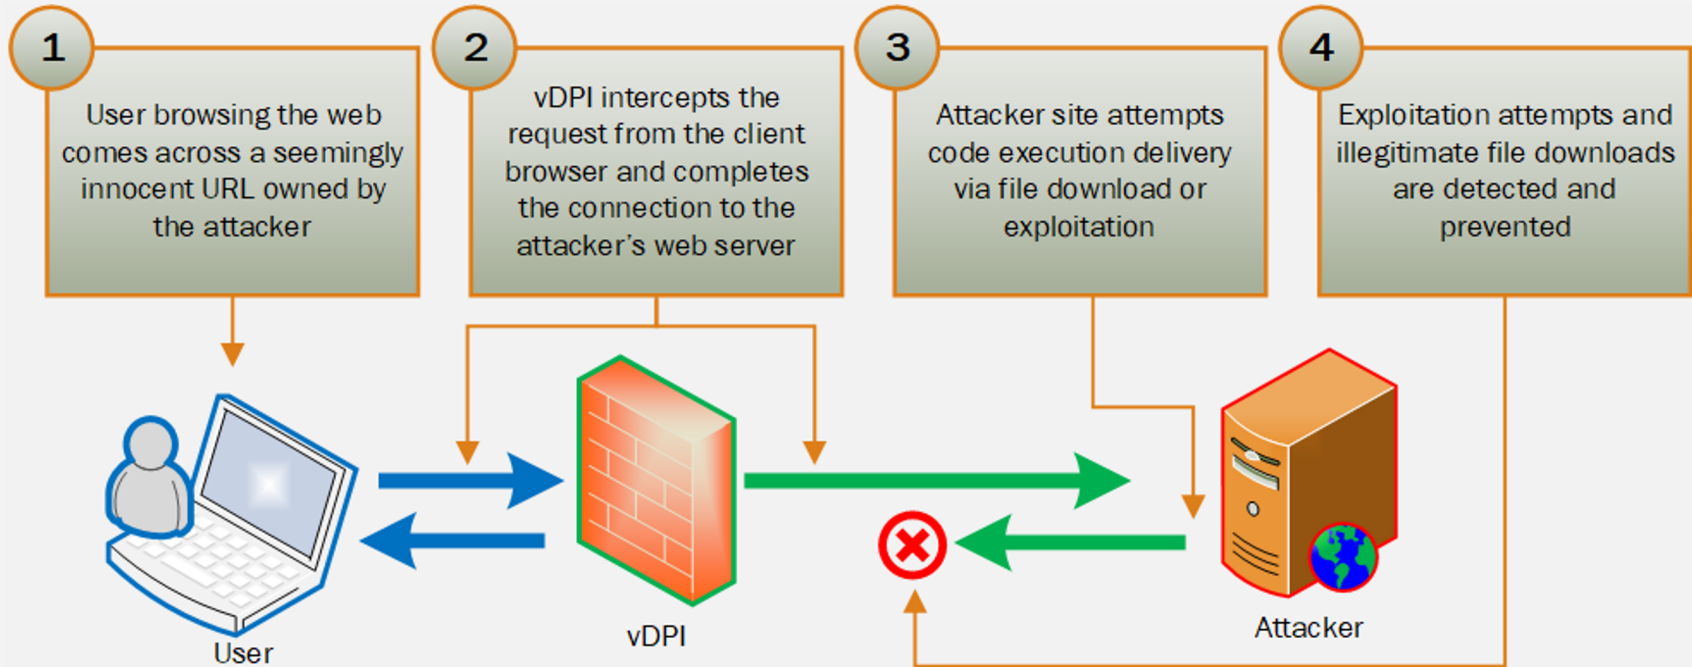 1
User browsing the web
comes across a seemingly
innocent URL owned by
the attacker
2
vDPI intercepts the
request from the client
browser and completes
the connection to the
attacker's web server
3
Attacker site attempts
code execution delivery
via file download or
exploitation
4
Exploitation attempts and
illegitimate file downloads
are detected and
prevented
User
vDPI
Attacker